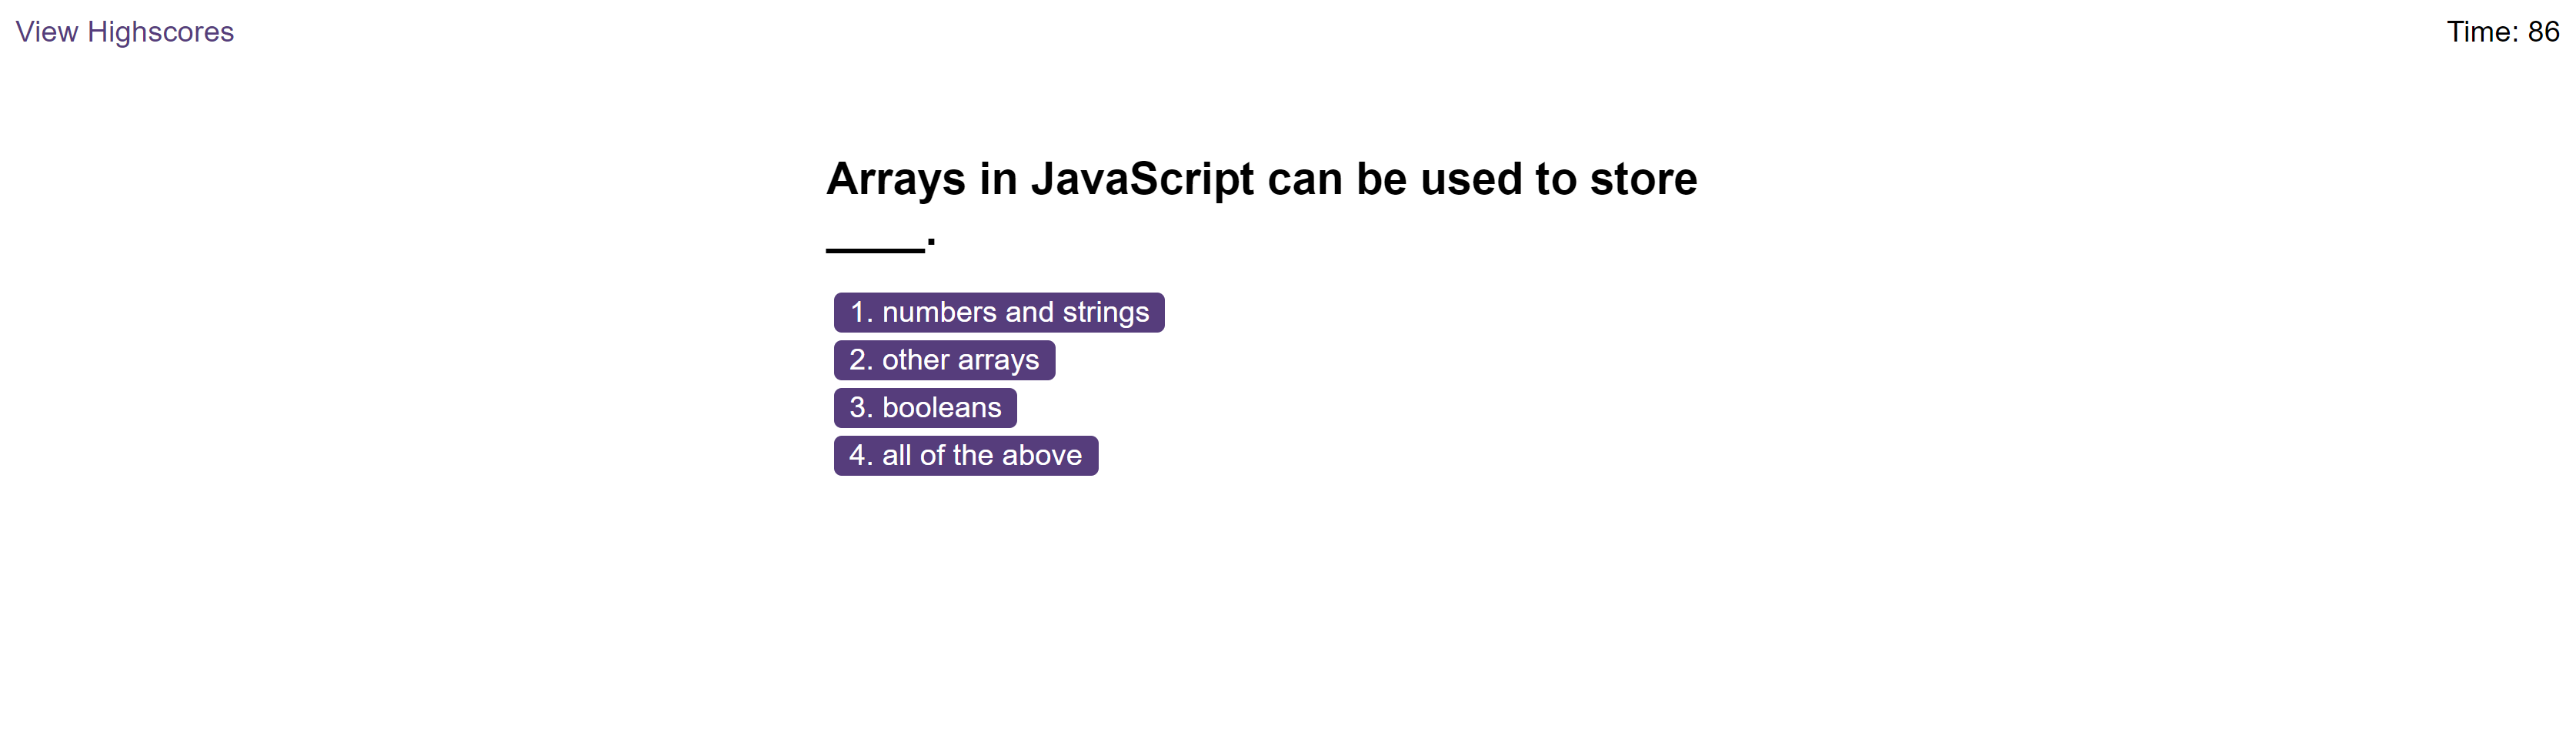 View Highscores
Time: 86
Arrays in JavaScript can be used to store
____.
1. numbers and strings
2. other arrays
3. booleans
4. all of the above